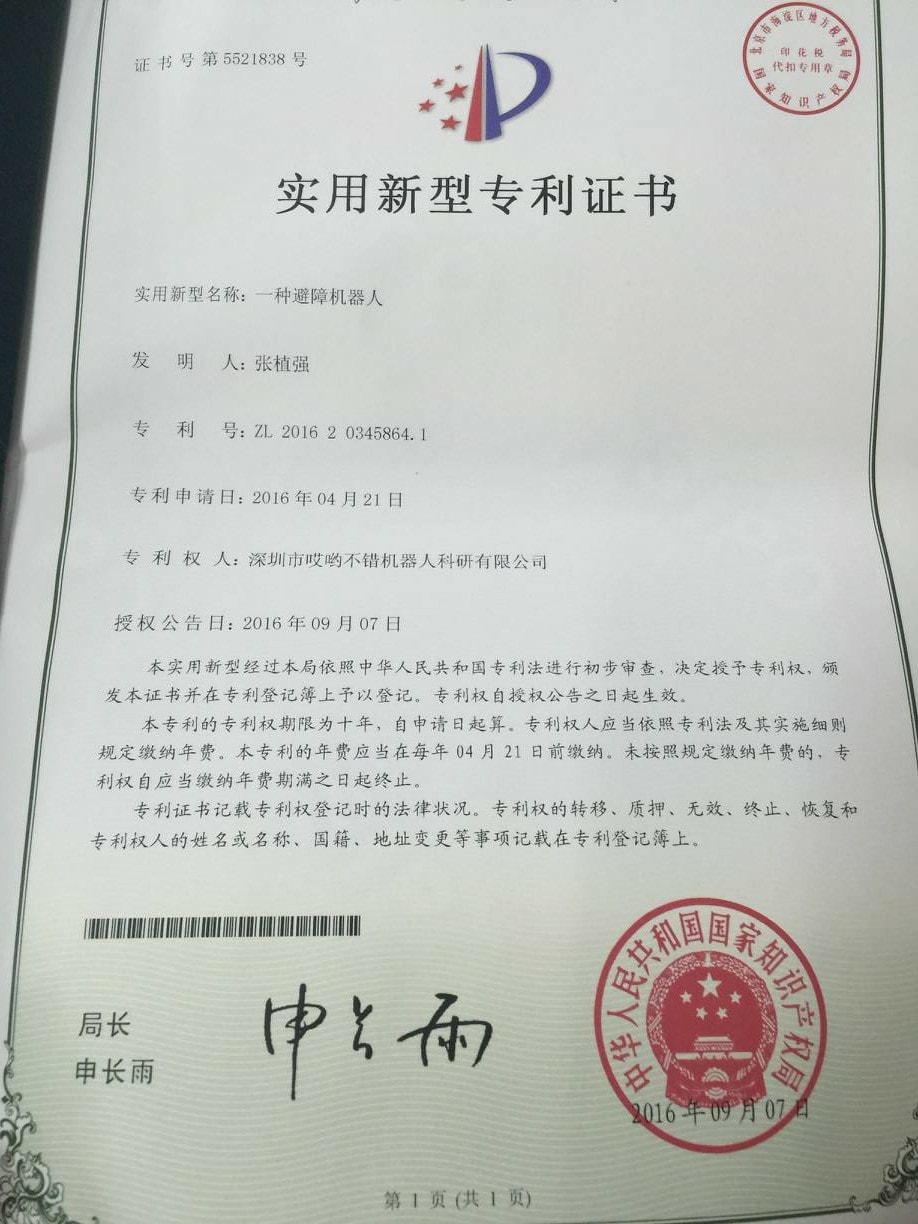 证书号第5521838号
北京市海淀区地方税务局
印花税
代扣专用章
国家知识产权局
实用新型专利证书
实用新型名称：一种避障机器人
发明人：张植强
专利号：ZL 2016 2 0345864.1
专利申请日：2016年04月21日
专利权人：深圳市哎哟不错机器人科研有限公司
授权公告日：2016年09月07日
本实用新型经过本局依照中华人民共和国专利法进行初步审查，决定授予专利权，颁
发本证书并在专利登记簿上予以登记。专利权自授权公告之日起生效。
本专利的专利权期限为十年，自申请日起算。专利权人应当依照专利法及其实施细则
规定缴纳年费。本专利的年费应当在每年04月21日前缴纳。未按照规定缴纳年费的，专
利权自应当缴纳年费期满之日起终止。
专利证书记载专利权登记时的法律状况。专利权的转移、质押、无效、终止、恢复和
专利权人的姓名或名称、国籍、地址变更等事项记载在专利登记簿上。
局长
申长雨
申长雨
中华人民共和国国家知识产权局
2016年09月07日
第1页(共1页)